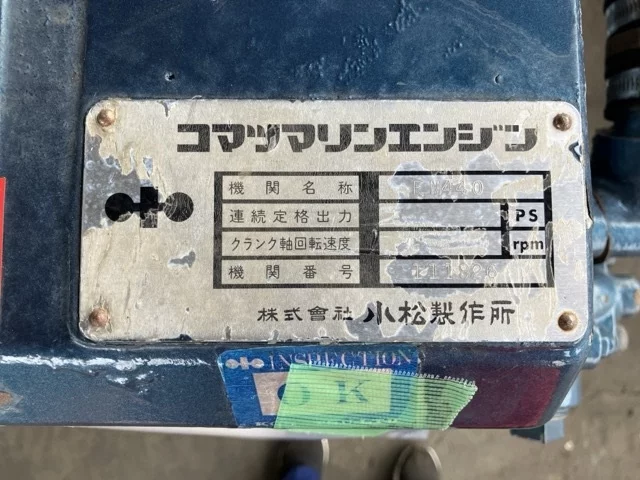 コマツマリンエンジン
機関名称
連続定格出力 PS
クランク軸回転速度 rpm
機関番号
株式會社 小松製作所
INSPECTION
OK